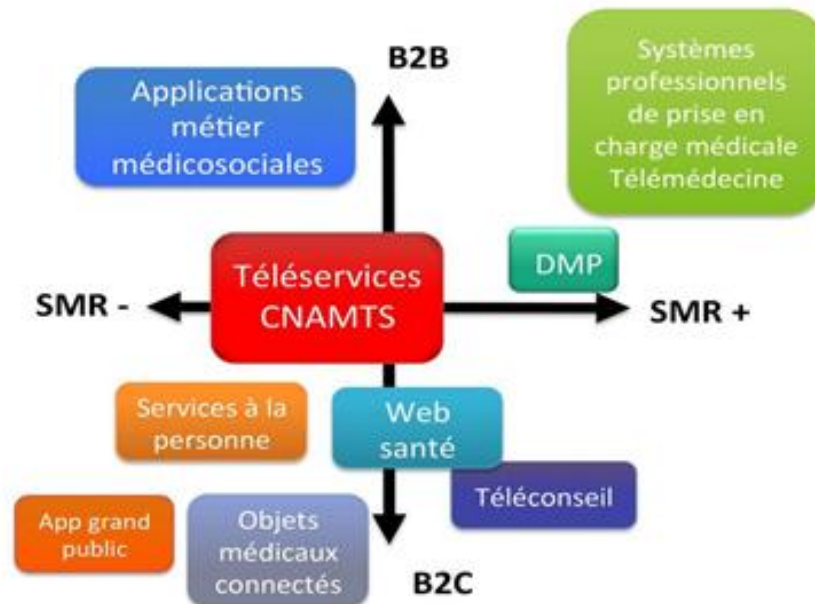 B2B
Applications
métier
médicosociales
Systèmes
professionnels
de prise en
charge médicale
Télémédecine
DMP
Téléservices
CNAMTS
SMR -
SMR +
Services à la
personne
Web
santé
Téléconseil
App grand
public
Objets
médicaux
connectés
B2C